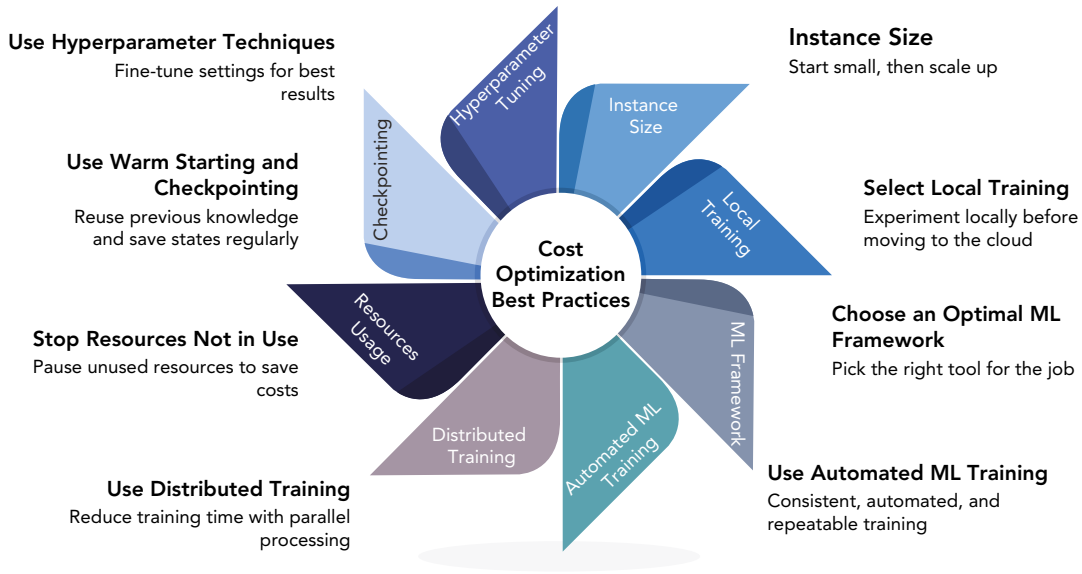 Use Hyperparameter Techniques
Fine-tune settings for best
results
Hyperparameter
Tuning
Instance
Size
Instance Size
Start small, then scale up
Checkpointing
Use Warm Starting and
Checkpointing
Reuse previous knowledge
and save states regularly
Local
Training
Select Local Training
Experiment locally before
moving to the cloud
Cost
Optimization
Best Practices
Stop Resources Not in Use
Pause unused resources to save
costs
Resources
Usage
ML Framework
Choose an Optimal ML
Framework
Pick the right tool for the job
Distributed
Training
Automated ML
Training
Use Distributed Training
Reduce training time with parallel
processing
Use Automated ML Training
Consistent, automated, and
repeatable training